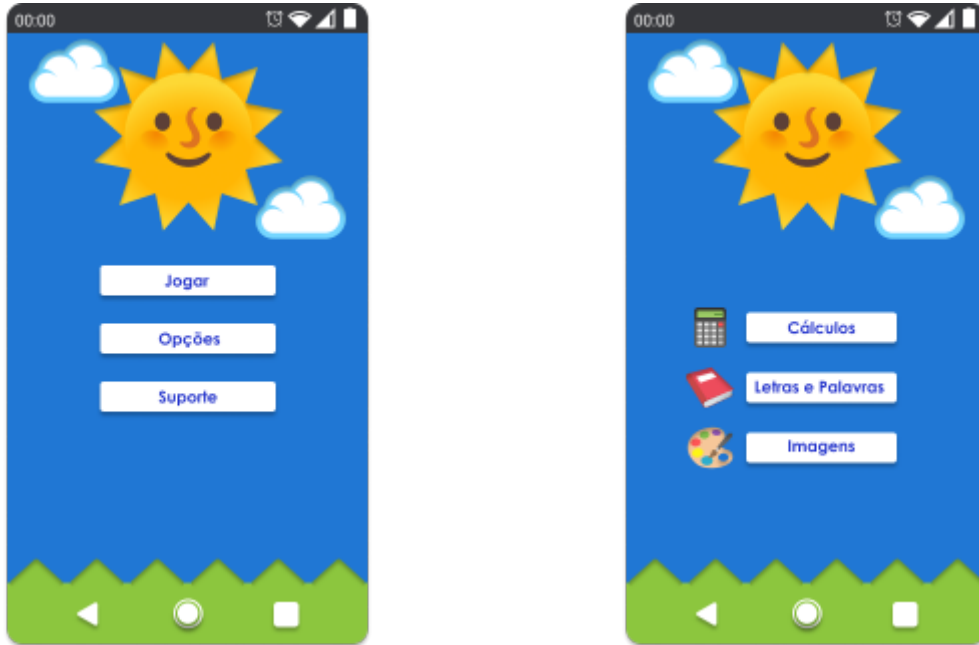 00:00
Jogar
Opções
Suporte
00:00
Cálculos
Letras e Palavras
Imagens